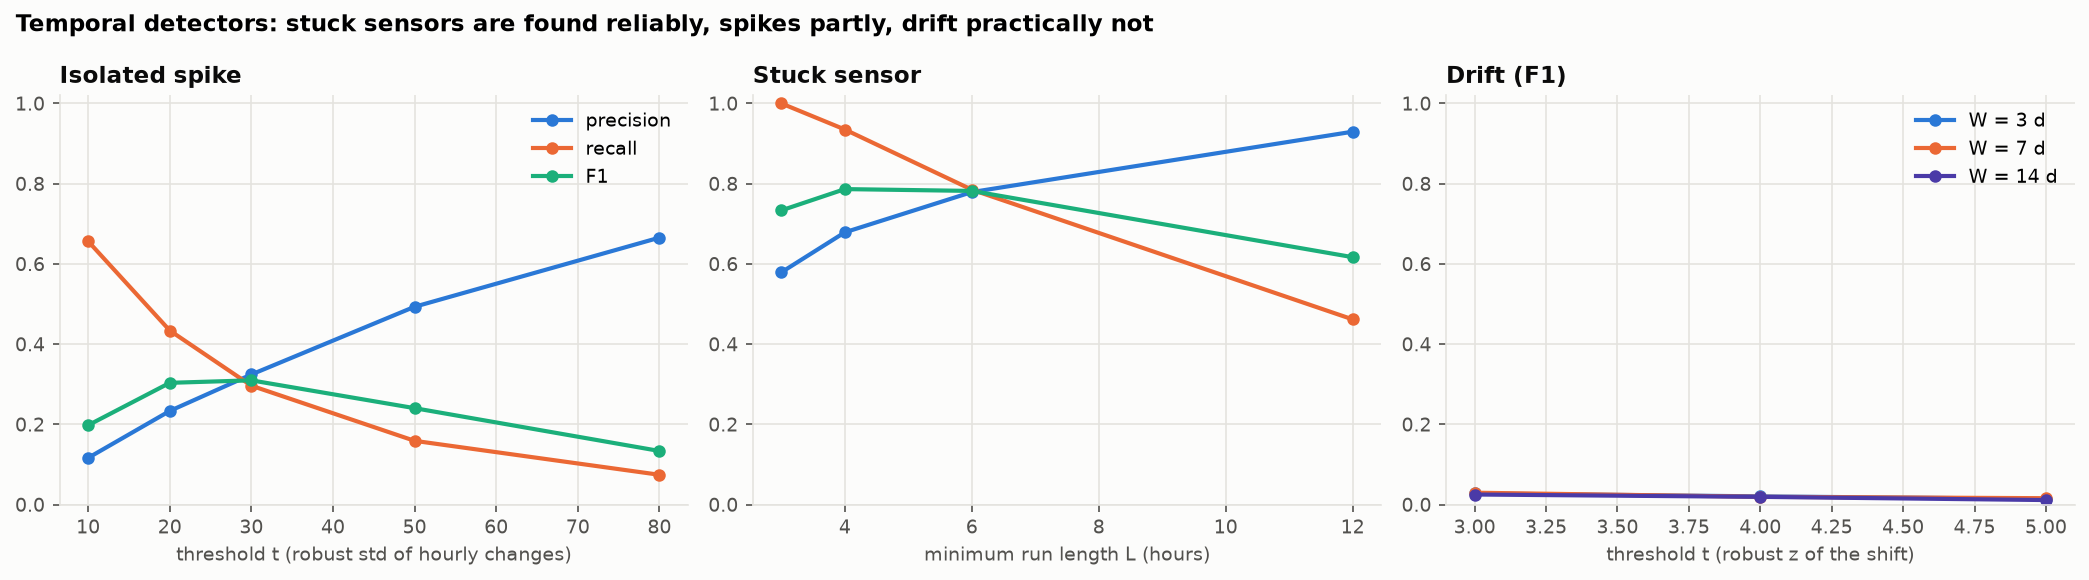 Temporal detectors: stuck sensors are found reliably, spikes partly, drift practically not
Isolated spike
1.0
0.8
0.6
0.4
0.2
0.0
10 20 30 40 50 60 70 80
threshold t (robust std of hourly changes)
precision
recall
F1
Stuck sensor
1.0
0.8
0.6
0.4
0.2
0.0
4 6 8 10 12
minimum run length L (hours)
Drift (F1)
1.0
0.8
0.6
0.4
0.2
0.0
3.00 3.25 3.50 3.75 4.00 4.25 4.50 4.75 5.00
threshold t (robust z of the shift)
W = 3 d
W = 7 d
W = 14 d